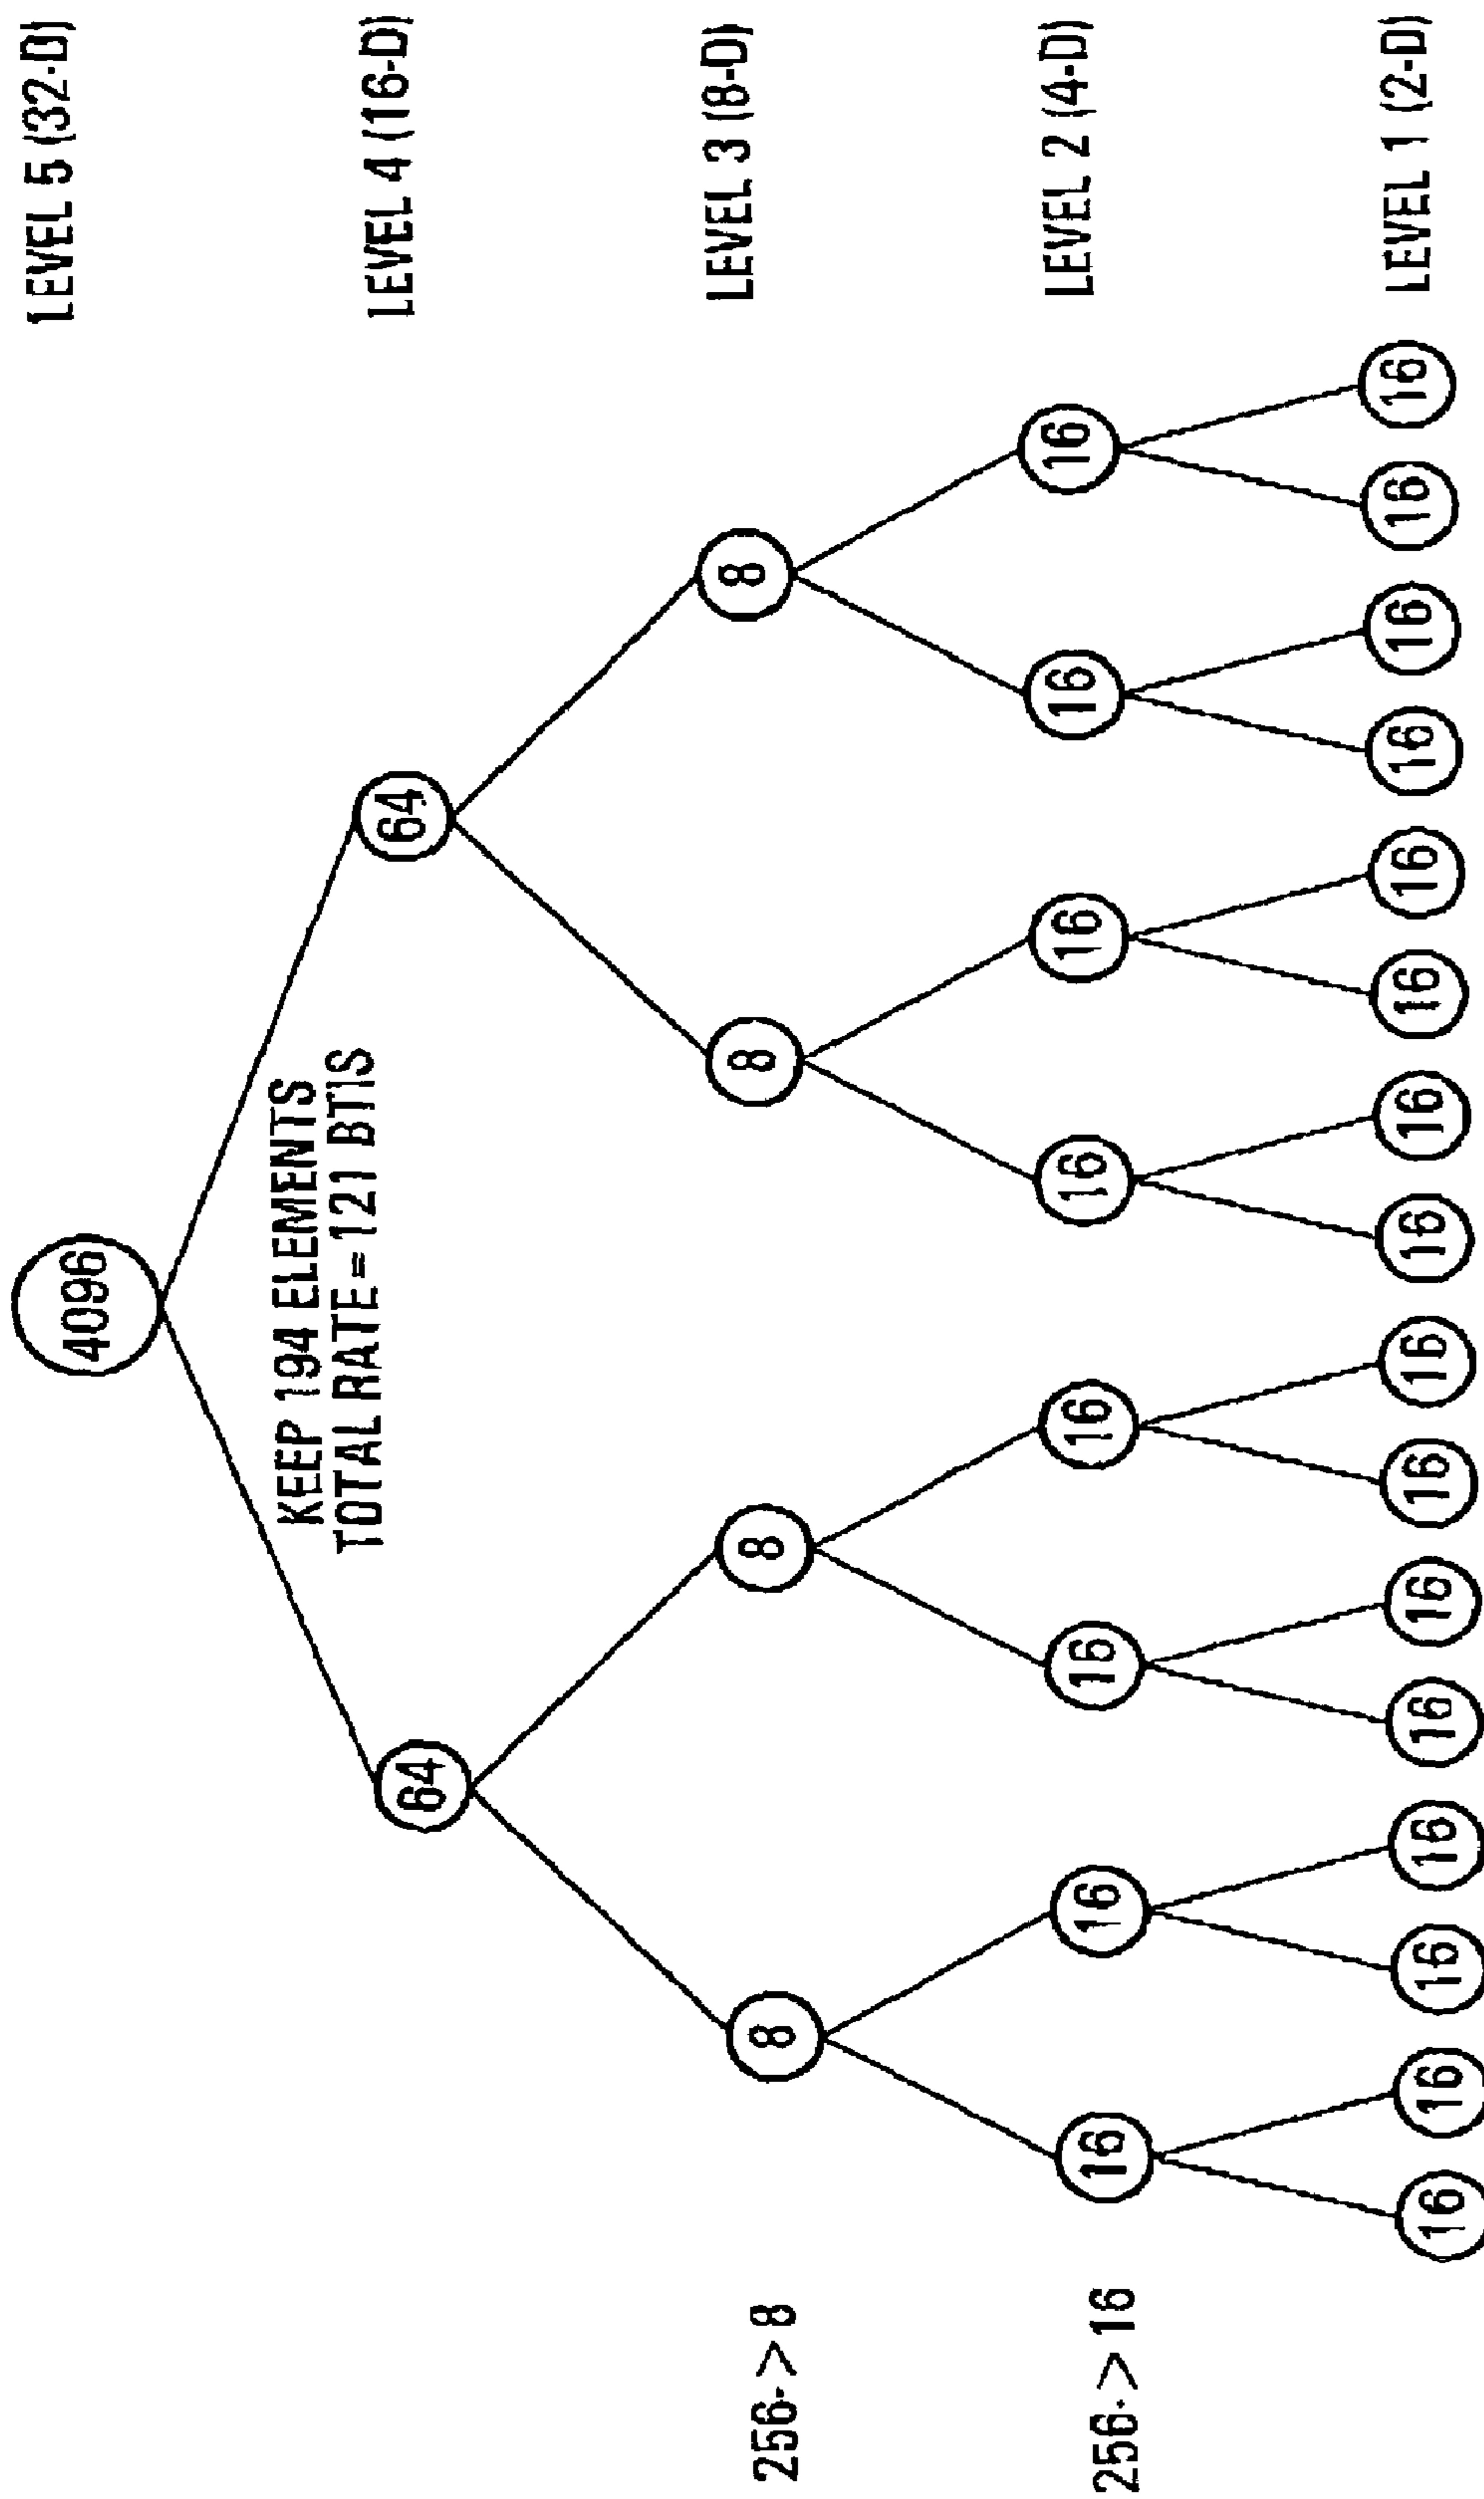 4096 LEVEL 5 (32-D)
KEEP 194 ELEMENTS
TOTAL RATE = 121 BTIS
64 64 LEVEL 4 (16-D)
256->8 8 8 8 8 LEVEL 3 (8-D)
256->16 16 16 16 16 16 16 16 16 LEVEL 2 (4-D)
16 16 16 16 16 16 16 16 16 16 16 16 16 16 16 16 LEVEL 1 (2-D)